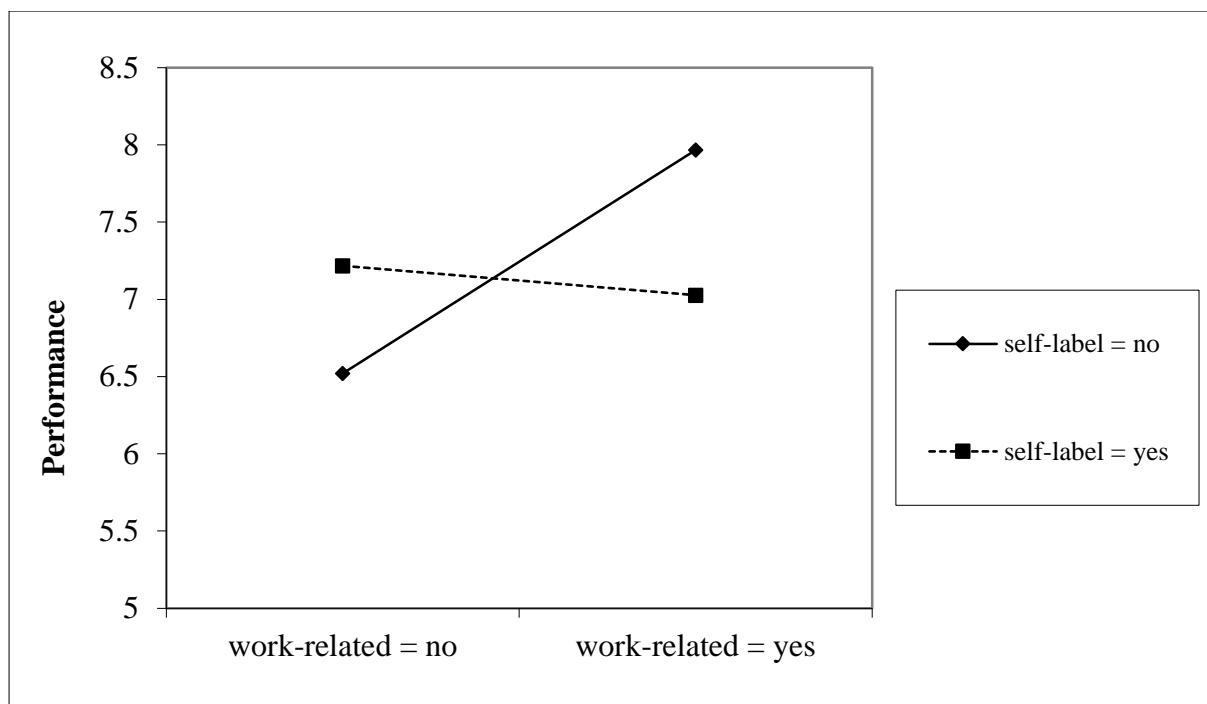 8.5
8
7.5
7
6.5
6
5.5
5
Performance
work-related = no
work-related = yes
self-label = no
self-label = yes